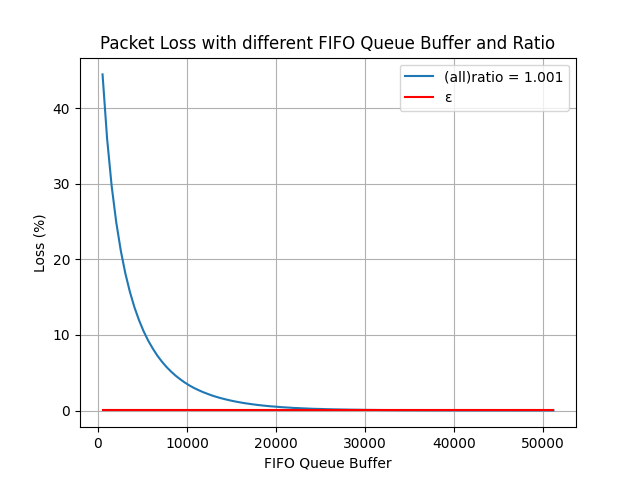 Packet Loss with different FIFO Queue Buffer and Ratio
(all)ratio = 1.001
ε
Loss (%)
40
30
20
10
0
0 10000 20000 30000 40000 50000
FIFO Queue Buffer